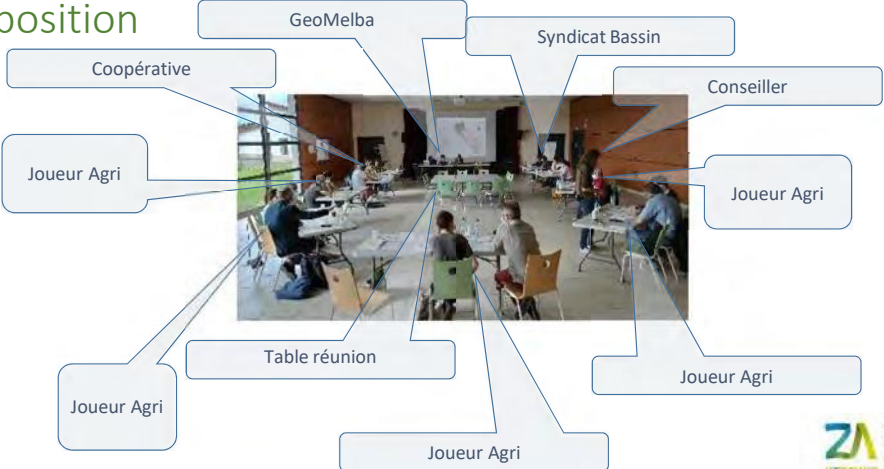 position
GeoMelba
Syndicat Bassin
Coopérative
Conseiller
Joueur Agri
Joueur Agri
Table réunion
Joueur Agri
Joueur Agri
Joueur Agri
ZA